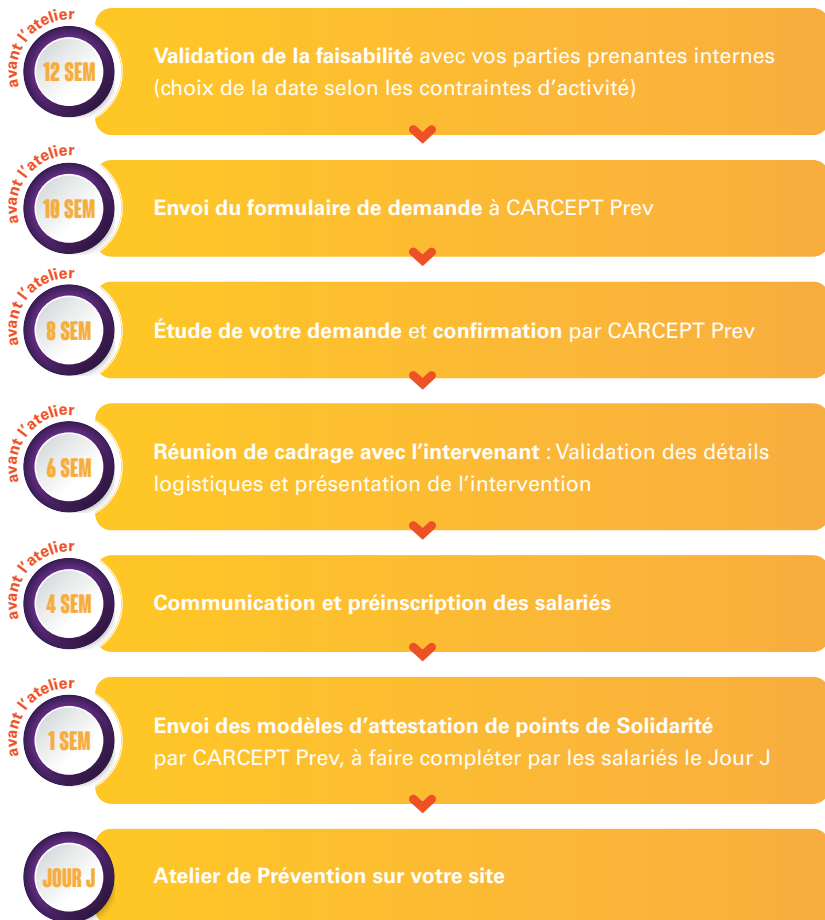 avant l'atelier
12 SEM
Validation de la faisabilité avec vos parties prenantes internes
(choix de la date selon les contraintes d'activité)
avant l'atelier
10 SEM
Envoi du formulaire de demande à CARCEPT Prev
avant l'atelier
8 SEM
Étude de votre demande et confirmation par CARCEPT Prev
avant l'atelier
6 SEM
Réunion de cadrage avec l'intervenant : Validation des détails
logistiques et présentation de l'intervention
avant l'atelier
4 SEM
Communication et préinscription des salariés
avant l'atelier
1 SEM
Envoi des modèles d'attestation de points de Solidarité
par CARCEPT Prev, à faire compléter par les salariés le Jour J
JOUR J
Atelier de Prévention sur votre site